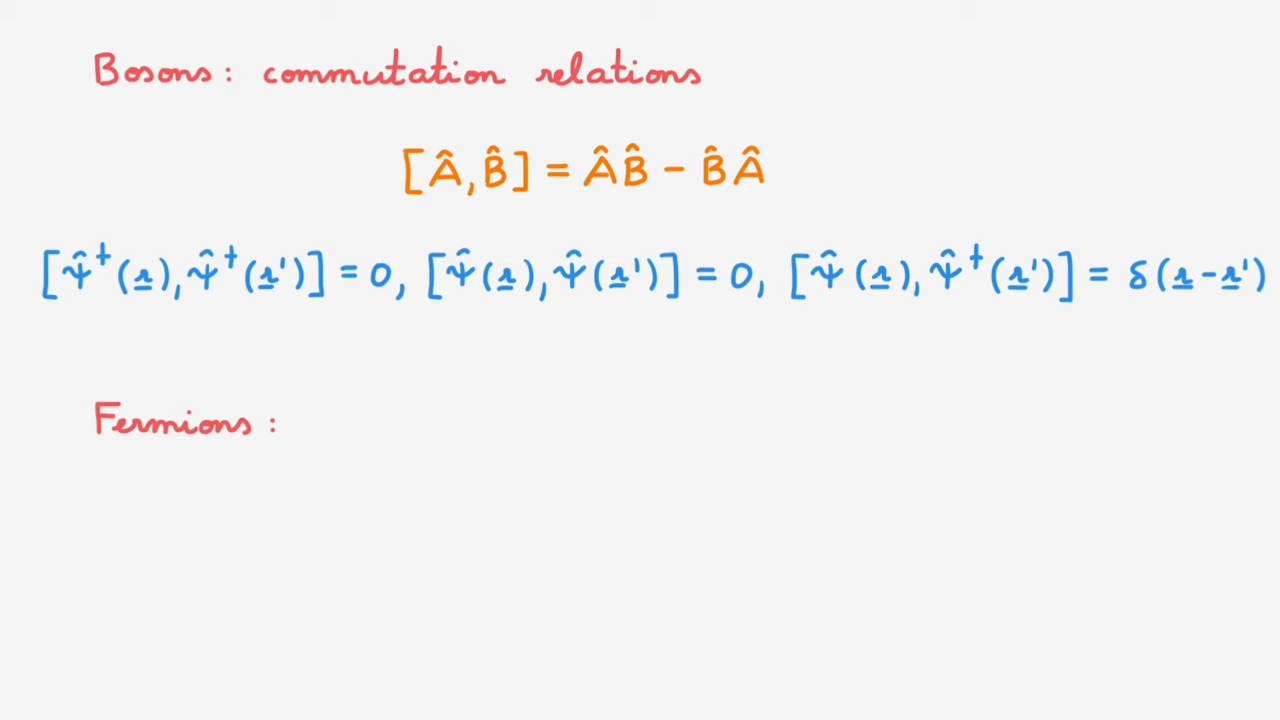 Bosons: commutation relations
[Â, B̂] = ÂB̂ - B̂Â
[ψ̂†(r), ψ̂†(r')] = 0, [ψ̂(r), ψ̂(r')] = 0, [ψ̂(r), ψ̂†(r')] = δ(r - r')
Fermions: